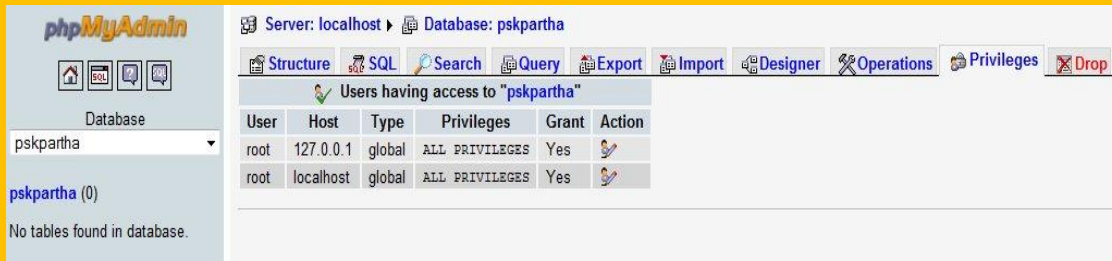 phpMyAdmin
SQL
Database
pskpartha
pskpartha (0)
No tables found in database.
Server: localhost Database: pskpartha
Structure SQL Search Query Export Import Designer Operations Privileges Drop
Users having access to "pskpartha"
User Host Type Privileges Grant Action
root 127.0.0.1 global ALL PRIVILEGES Yes
root localhost global ALL PRIVILEGES Yes